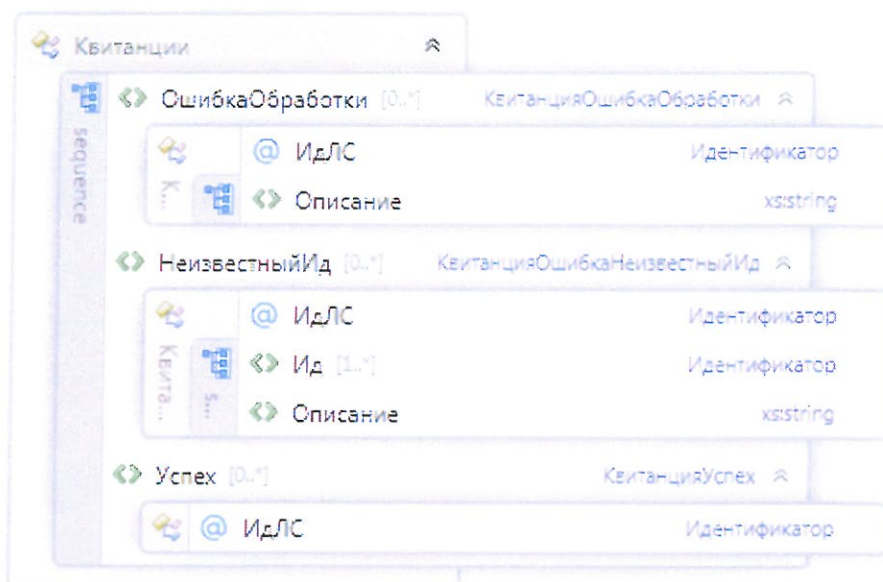 Квитанции
sequence
ОшибкаОбработки [0..*] КвитанцияОшибкаОбработки
К...
@ ИдЛС Идентификатор
Описание xs:string
НеизвестныйИд [0..*] КвитанцияОшибкаНеизвестныйИд
Квита...
s...
@ ИдЛС Идентификатор
Ид [1..*] Идентификатор
Описание xs:string
Успех [0..*] КвитанцияУспех
@ ИдЛС Идентификатор